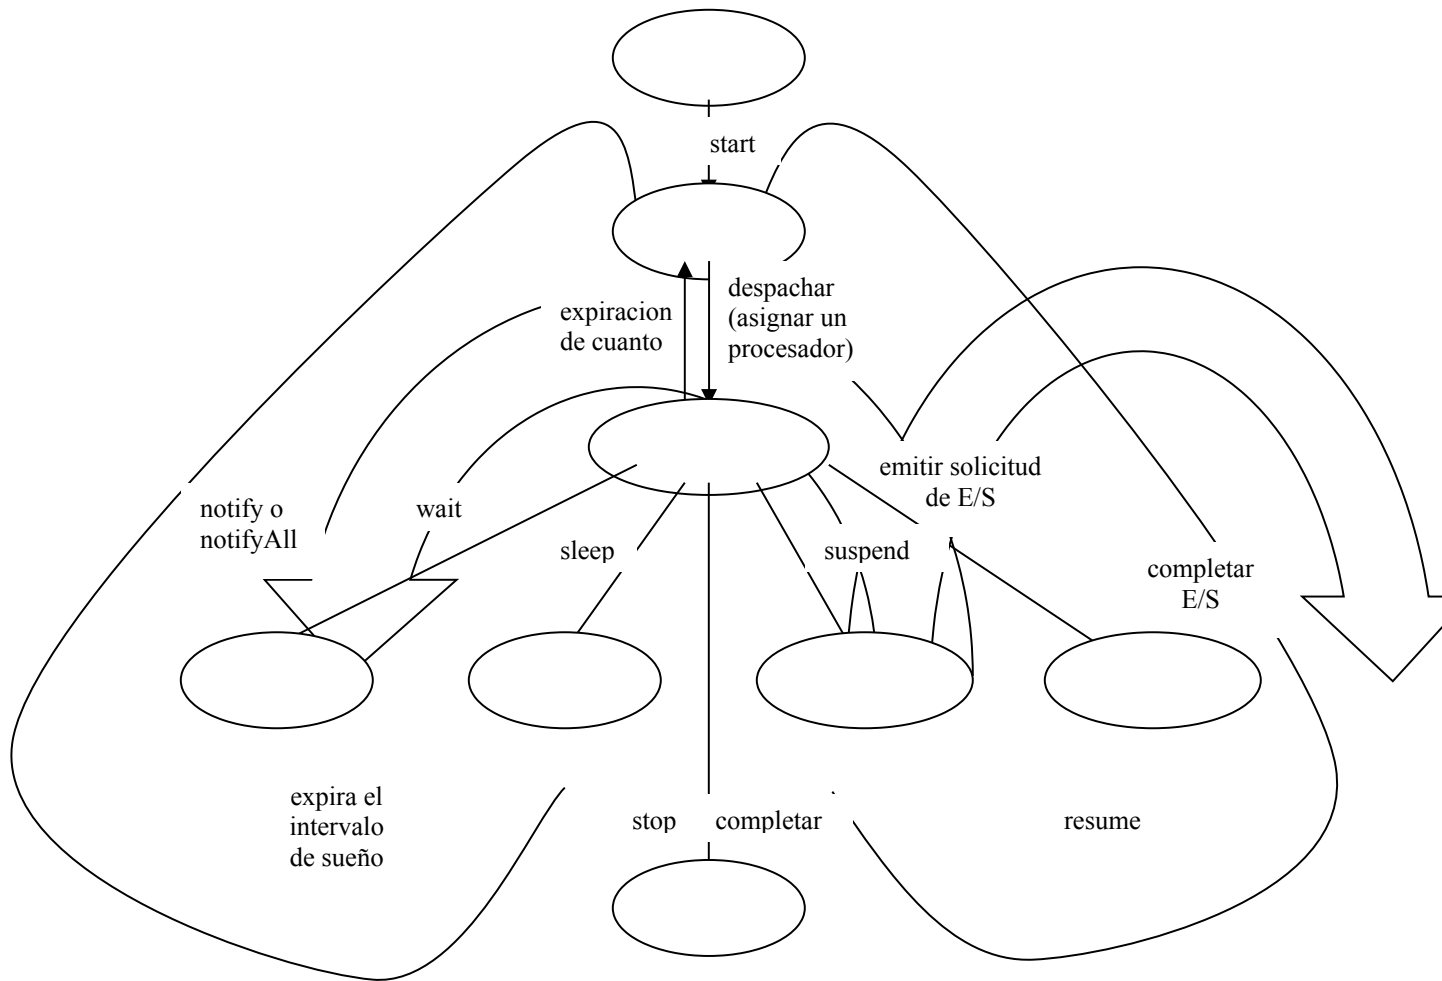 start
despachar
(asignar un
procesador)
expiracion
de cuanto
emitir solicitud
de E/S
notify o
notifyAll
wait
sleep
suspend
completar
E/S
expira el
intervalo
de sueño
stop
completar
resume